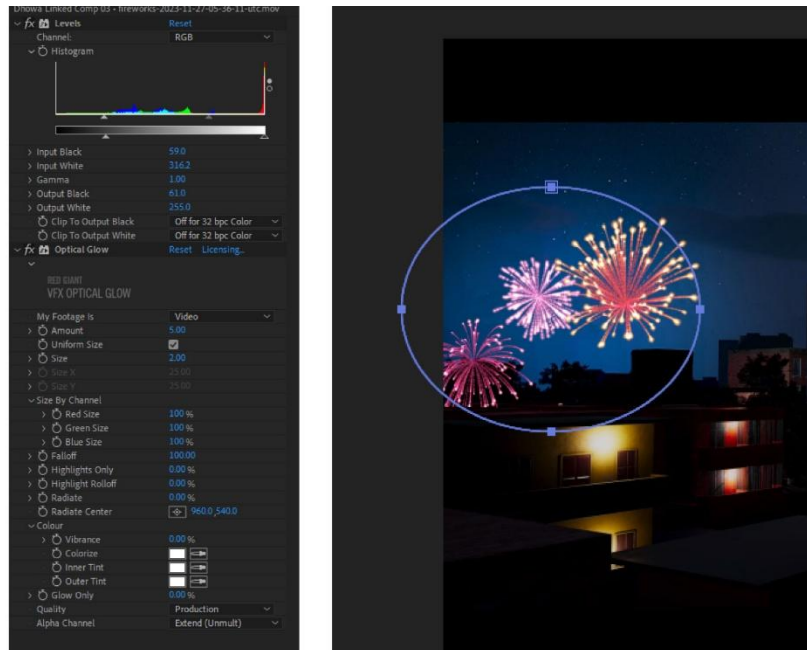 Dhowa Linked Comp 03 - fireworks-2023-11-27-05-36-11-utc.mov
fx Levels Reset
Channel: RGB
Histogram
Input Black 59.0
Input White 316.2
Gamma 1.00
Output Black 61.0
Output White 255.0
Clip To Output Black Off for 32 bpc Color
Clip To Output White Off for 32 bpc Color
fx Optical Glow Reset Licensing...
RED GIANT
VFX OPTICAL GLOW
My Footage Is Video
Amount 5.00
Uniform Size
Size 2.00
Size X 25.00
Size Y 25.00
Size By Channel
Red Size 100 %
Green Size 100 %
Blue Size 100 %
Falloff 100.00
Highlights Only 0.00 %
Highlight Rolloff 0.00 %
Radiate 0.00 %
Radiate Center 960.0,540.0
Colour
Vibrance 0.00 %
Colorize
Inner Tint
Outer Tint
Glow Only 0.00 %
Quality Production
Alpha Channel Extend (Unmult)